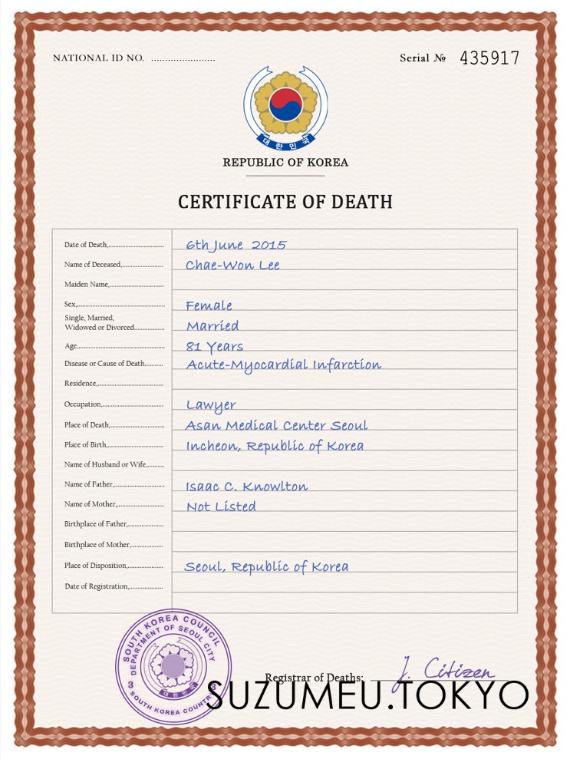 NATIONAL ID NO. ........................
Serial № 435917
대한민국
REPUBLIC OF KOREA
CERTIFICATE OF DEATH
Date of Death,........................ 6th June 2015
Name of Deceased,........................ Chae-Won Lee
Maiden Name,........................
Sex,........................ Female
Single, Married,
Widowed or Divorced........................ Married
Age........................ 81 Years
Disease or Cause of Death........................ Acute-Myocardial Infarction
Residence,........................
Occupation,........................ Lawyer
Place of Death,........................ Asan Medical Center Seoul
Place of Birth,........................ Incheon, Republic of Korea
Name of Husband or Wife........................
Name of Father,........................ Isaac C. Knowlton
Name of Mother,........................ Not Listed
Birthplace of Father,........................
Birthplace of Mother,........................
Place of Disposition,........................ Seoul, Republic of Korea
Date of Registration,........................
SOUTH KOREA COUNCIL
DEPARTMENT OF SEOUL CITY
3
SOUTH KOREA COUNTRY
Registrar of Deaths: J. Citizen
SUZUMEU.TOKYO